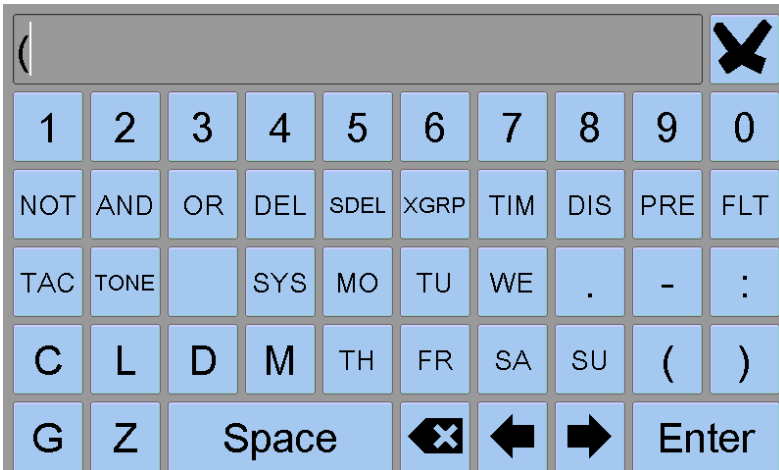 (
1 2 3 4 5 6 7 8 9 0
NOT AND OR DEL SDEL XGRP TIM DIS PRE FLT
TAC TONE SYS MO TU WE . - :
C L D M TH FR SA SU ( )
G Z Space Enter